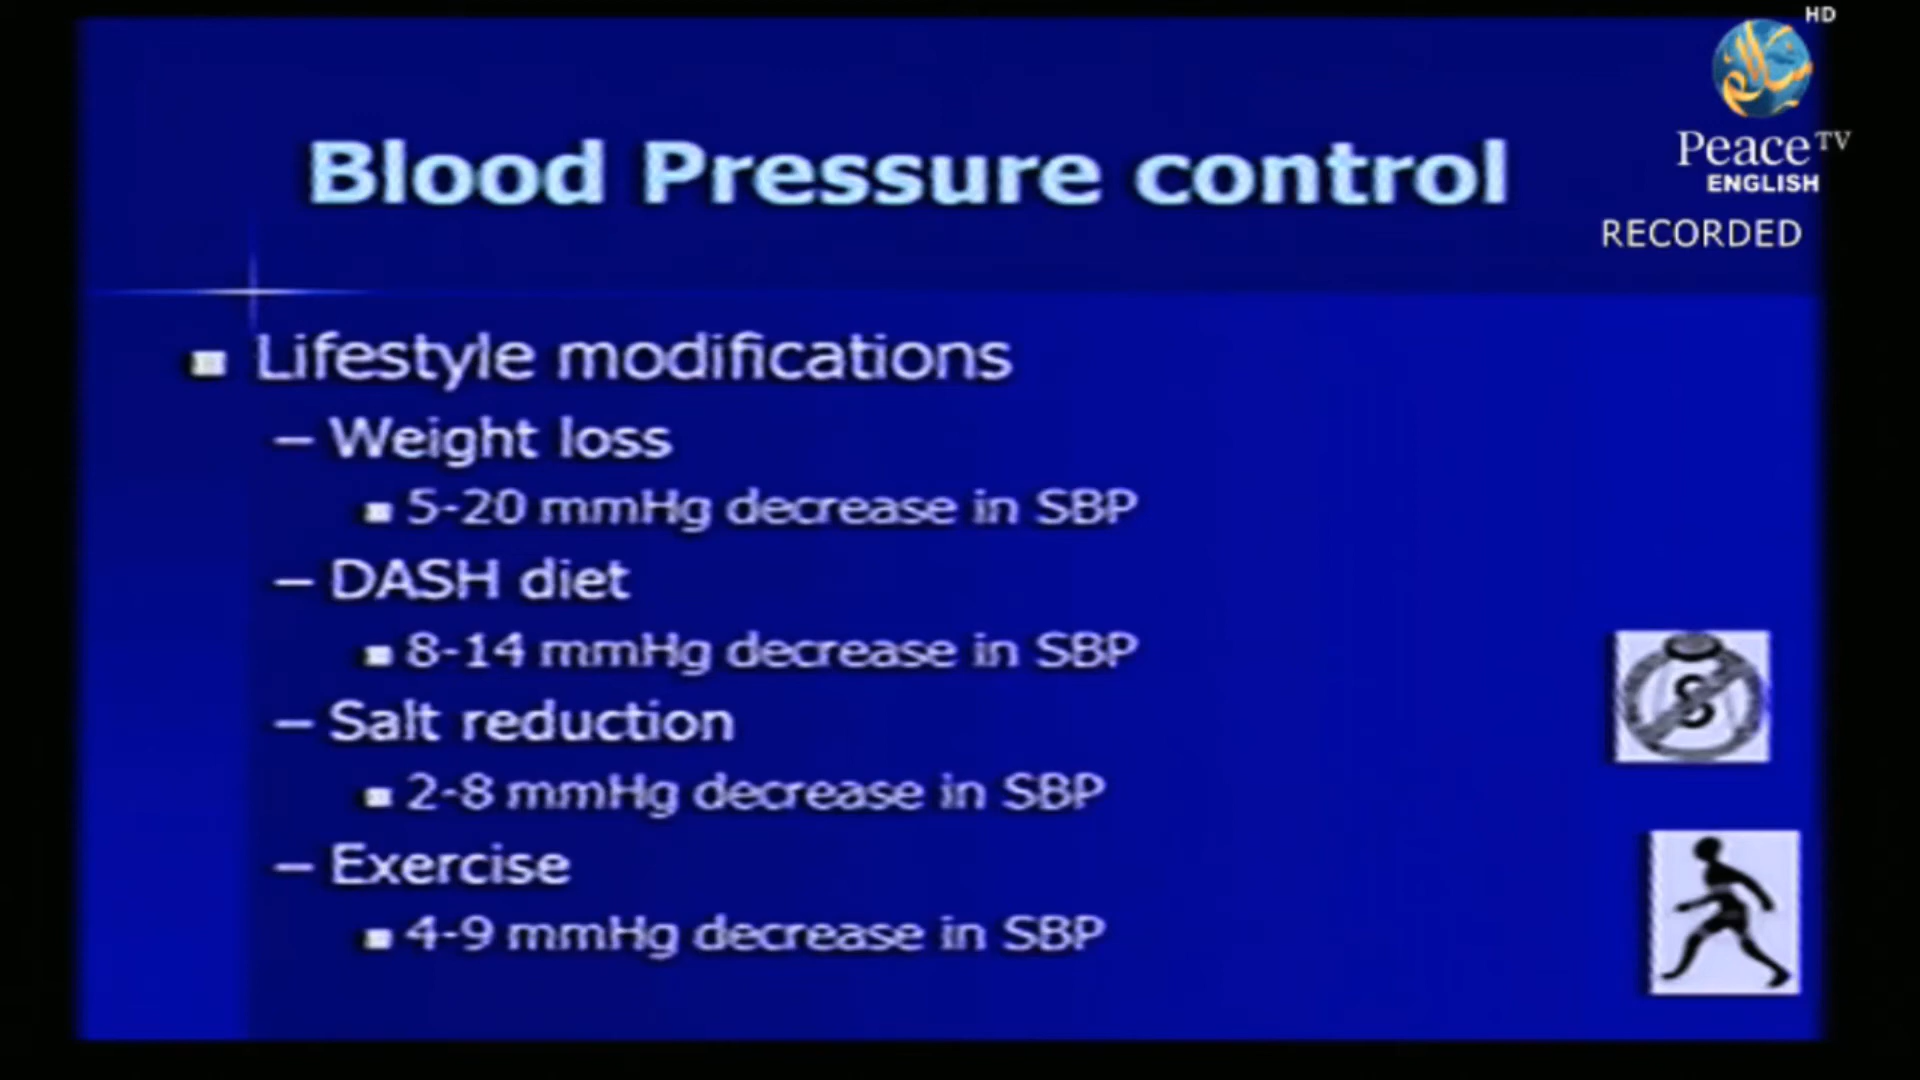 HD
سلام
Peace TV
ENGLISH
RECORDED
Blood Pressure control
▪ Lifestyle modifications
– Weight loss
▪ 5-20 mmHg decrease in SBP
– DASH diet
▪ 8-14 mmHg decrease in SBP
– Salt reduction
▪ 2-8 mmHg decrease in SBP
– Exercise
▪ 4-9 mmHg decrease in SBP
S